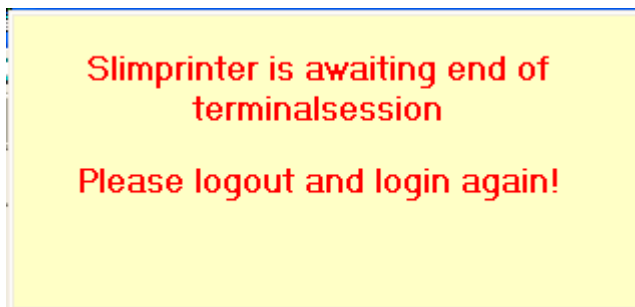 Slimprinter is awaiting end of
terminalsession
Please logout and login again!